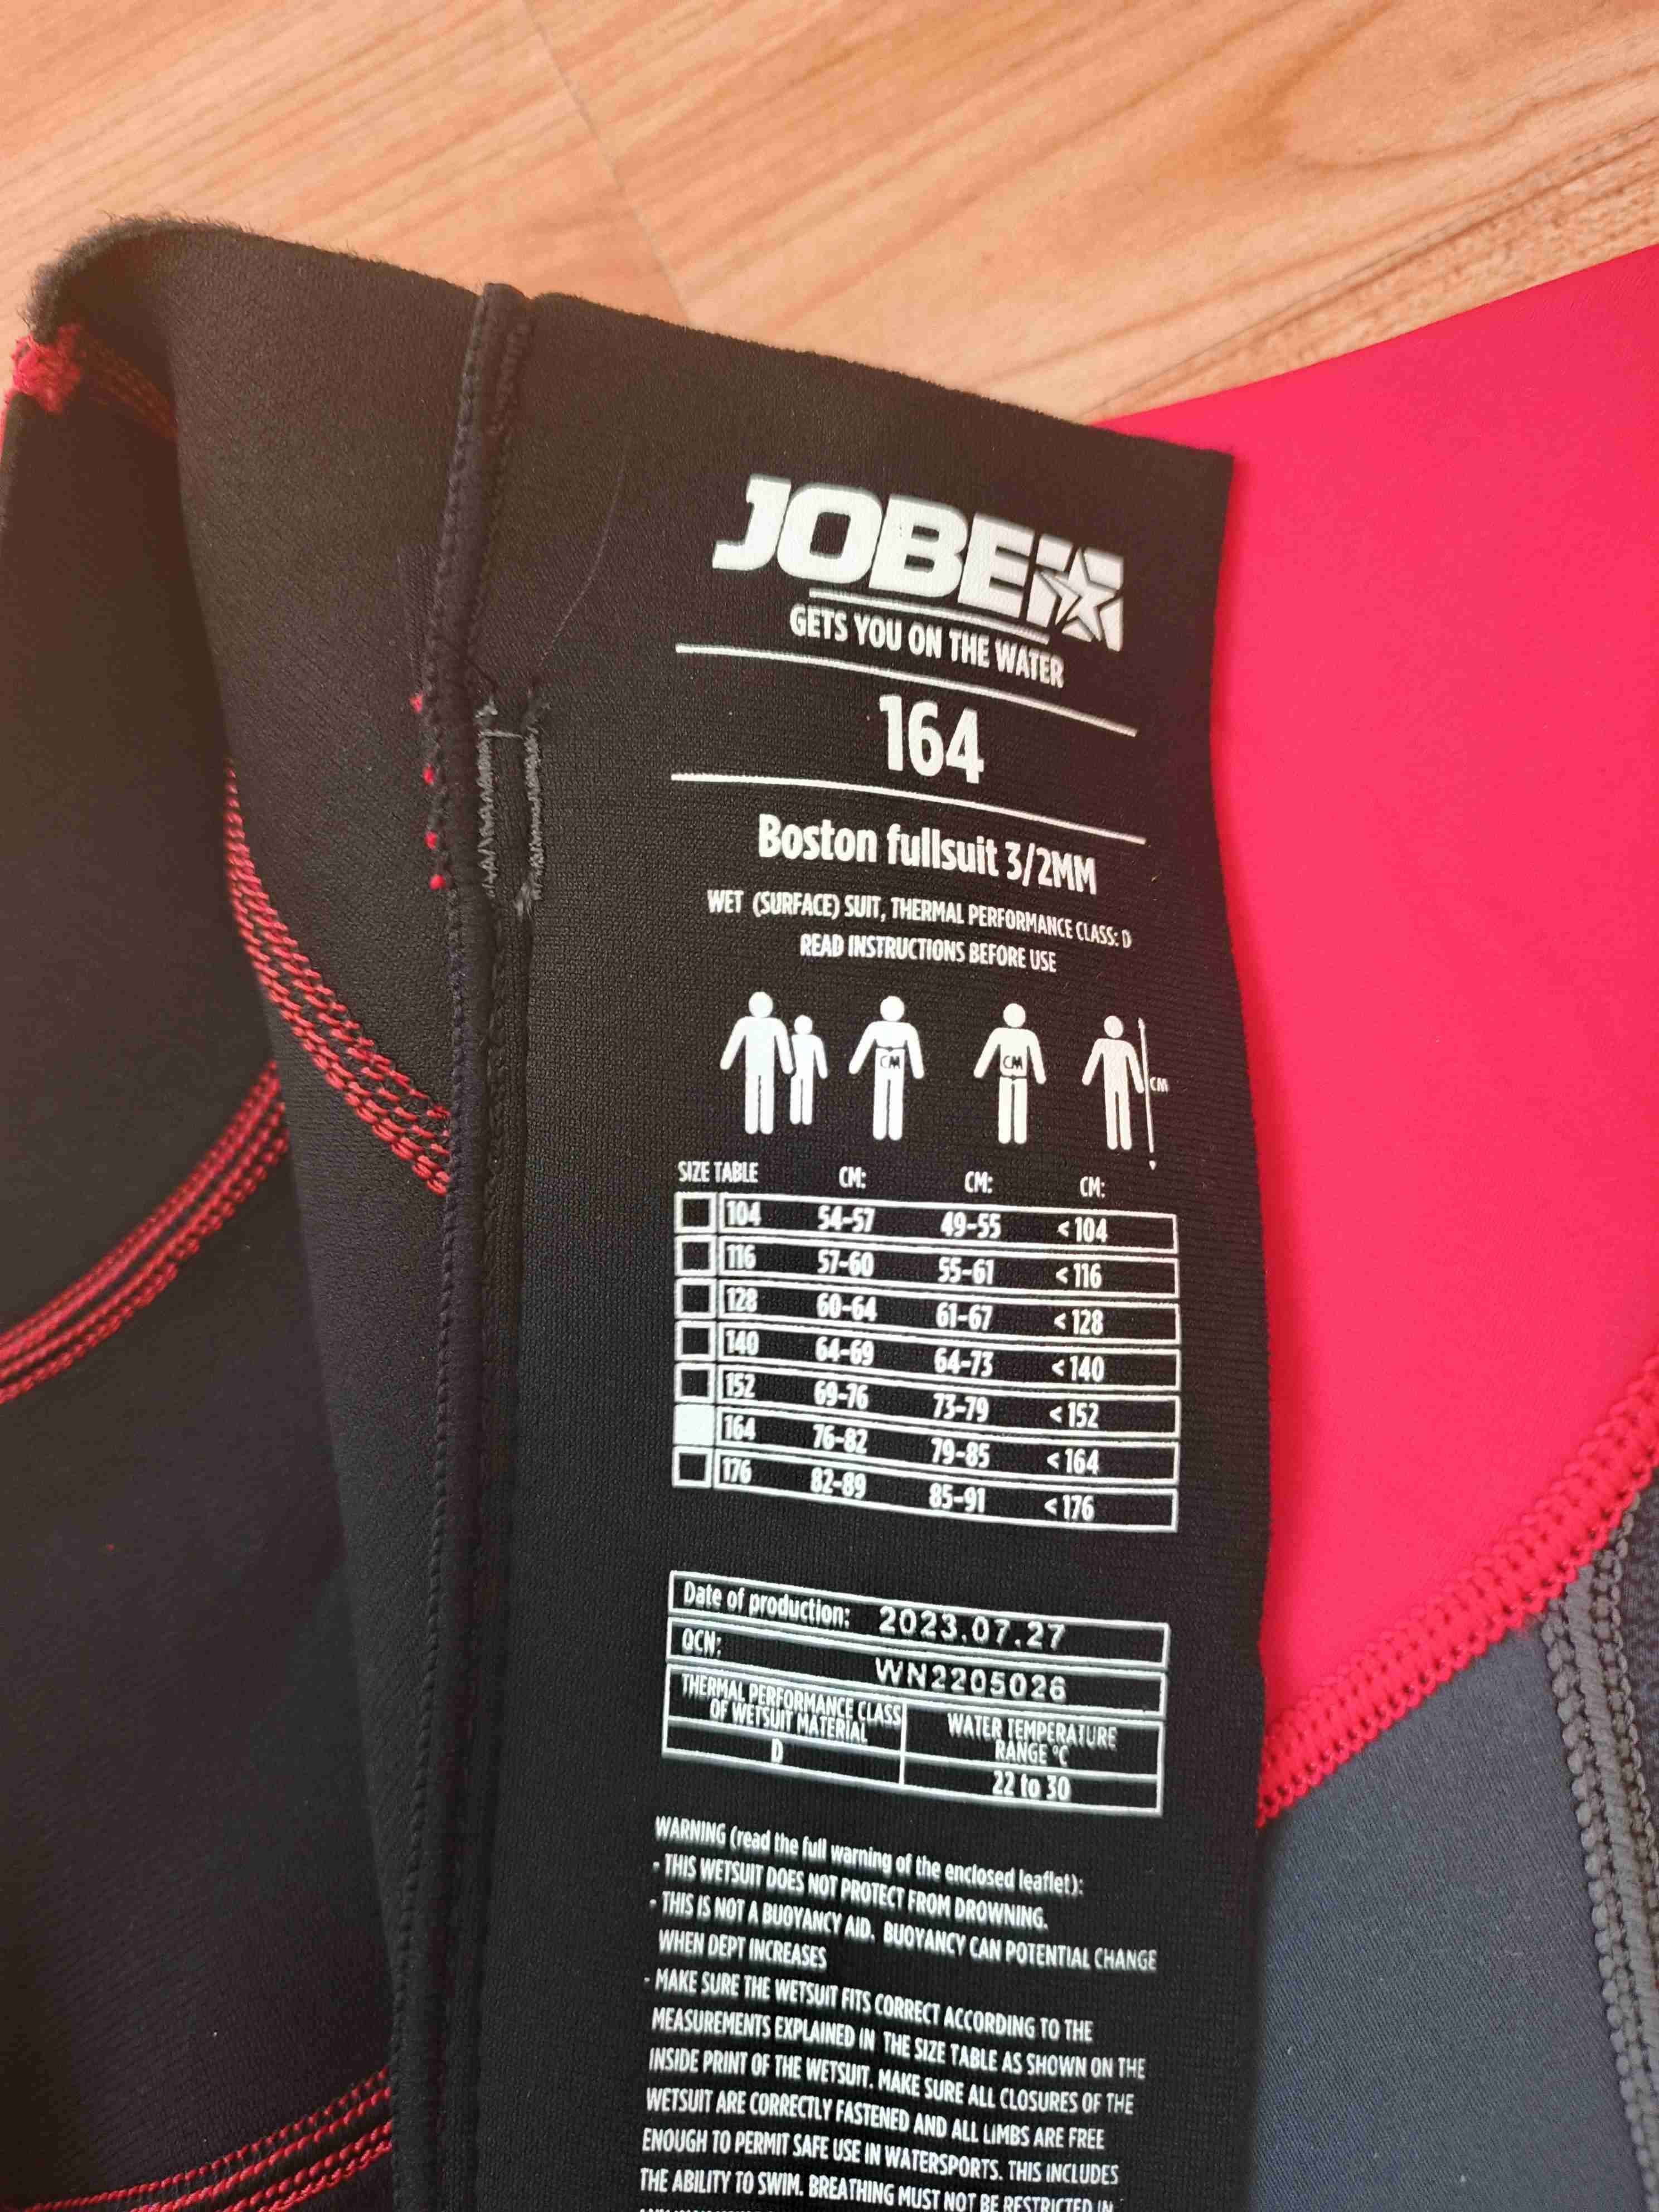 JOBE
GETS YOU ON THE WATER
164
Boston fullsuit 3/2MM
WET (SURFACE) SUIT, THERMAL PERFORMANCE CLASS: D
READ INSTRUCTIONS BEFORE USE
CM CM CM
SIZE TABLE CM: CM: CM:
104 54-57 49-55 < 104
116 57-60 55-61 < 116
128 60-64 61-67 < 128
140 64-69 64-73 < 140
152 69-76 73-79 < 152
164 76-82 79-85 < 164
176 82-89 85-91 < 176
Date of production: 2023.07.27
QCN: WN2205026
THERMAL PERFORMANCE CLASS
OF WETSUIT MATERIAL
WATER TEMPERATURE
RANGE °C
D 22 to 30
WARNING (read the full warning of the enclosed leaflet):
- THIS WETSUIT DOES NOT PROTECT FROM DROWNING.
- THIS IS NOT A BUOYANCY AID. BUOYANCY CAN POTENTIAL CHANGE
WHEN DEPT INCREASES
- MAKE SURE THE WETSUIT FITS CORRECT ACCORDING TO THE
MEASUREMENTS EXPLAINED IN THE SIZE TABLE AS SHOWN ON THE
INSIDE PRINT OF THE WETSUIT. MAKE SURE ALL CLOSURES OF THE
WETSUIT ARE CORRECTLY FASTENED AND ALL LIMBS ARE FREE
ENOUGH TO PERMIT SAFE USE IN WATERSPORTS. THIS INCLUDES
THE ABILITY TO SWIM. BREATHING MUST NOT BE RESTRICTED IN